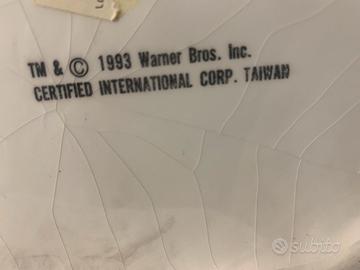 TM & © 1993 Warner Bros. Inc.
CERTIFIED INTERNATIONAL CORP. TAIWAN
subito